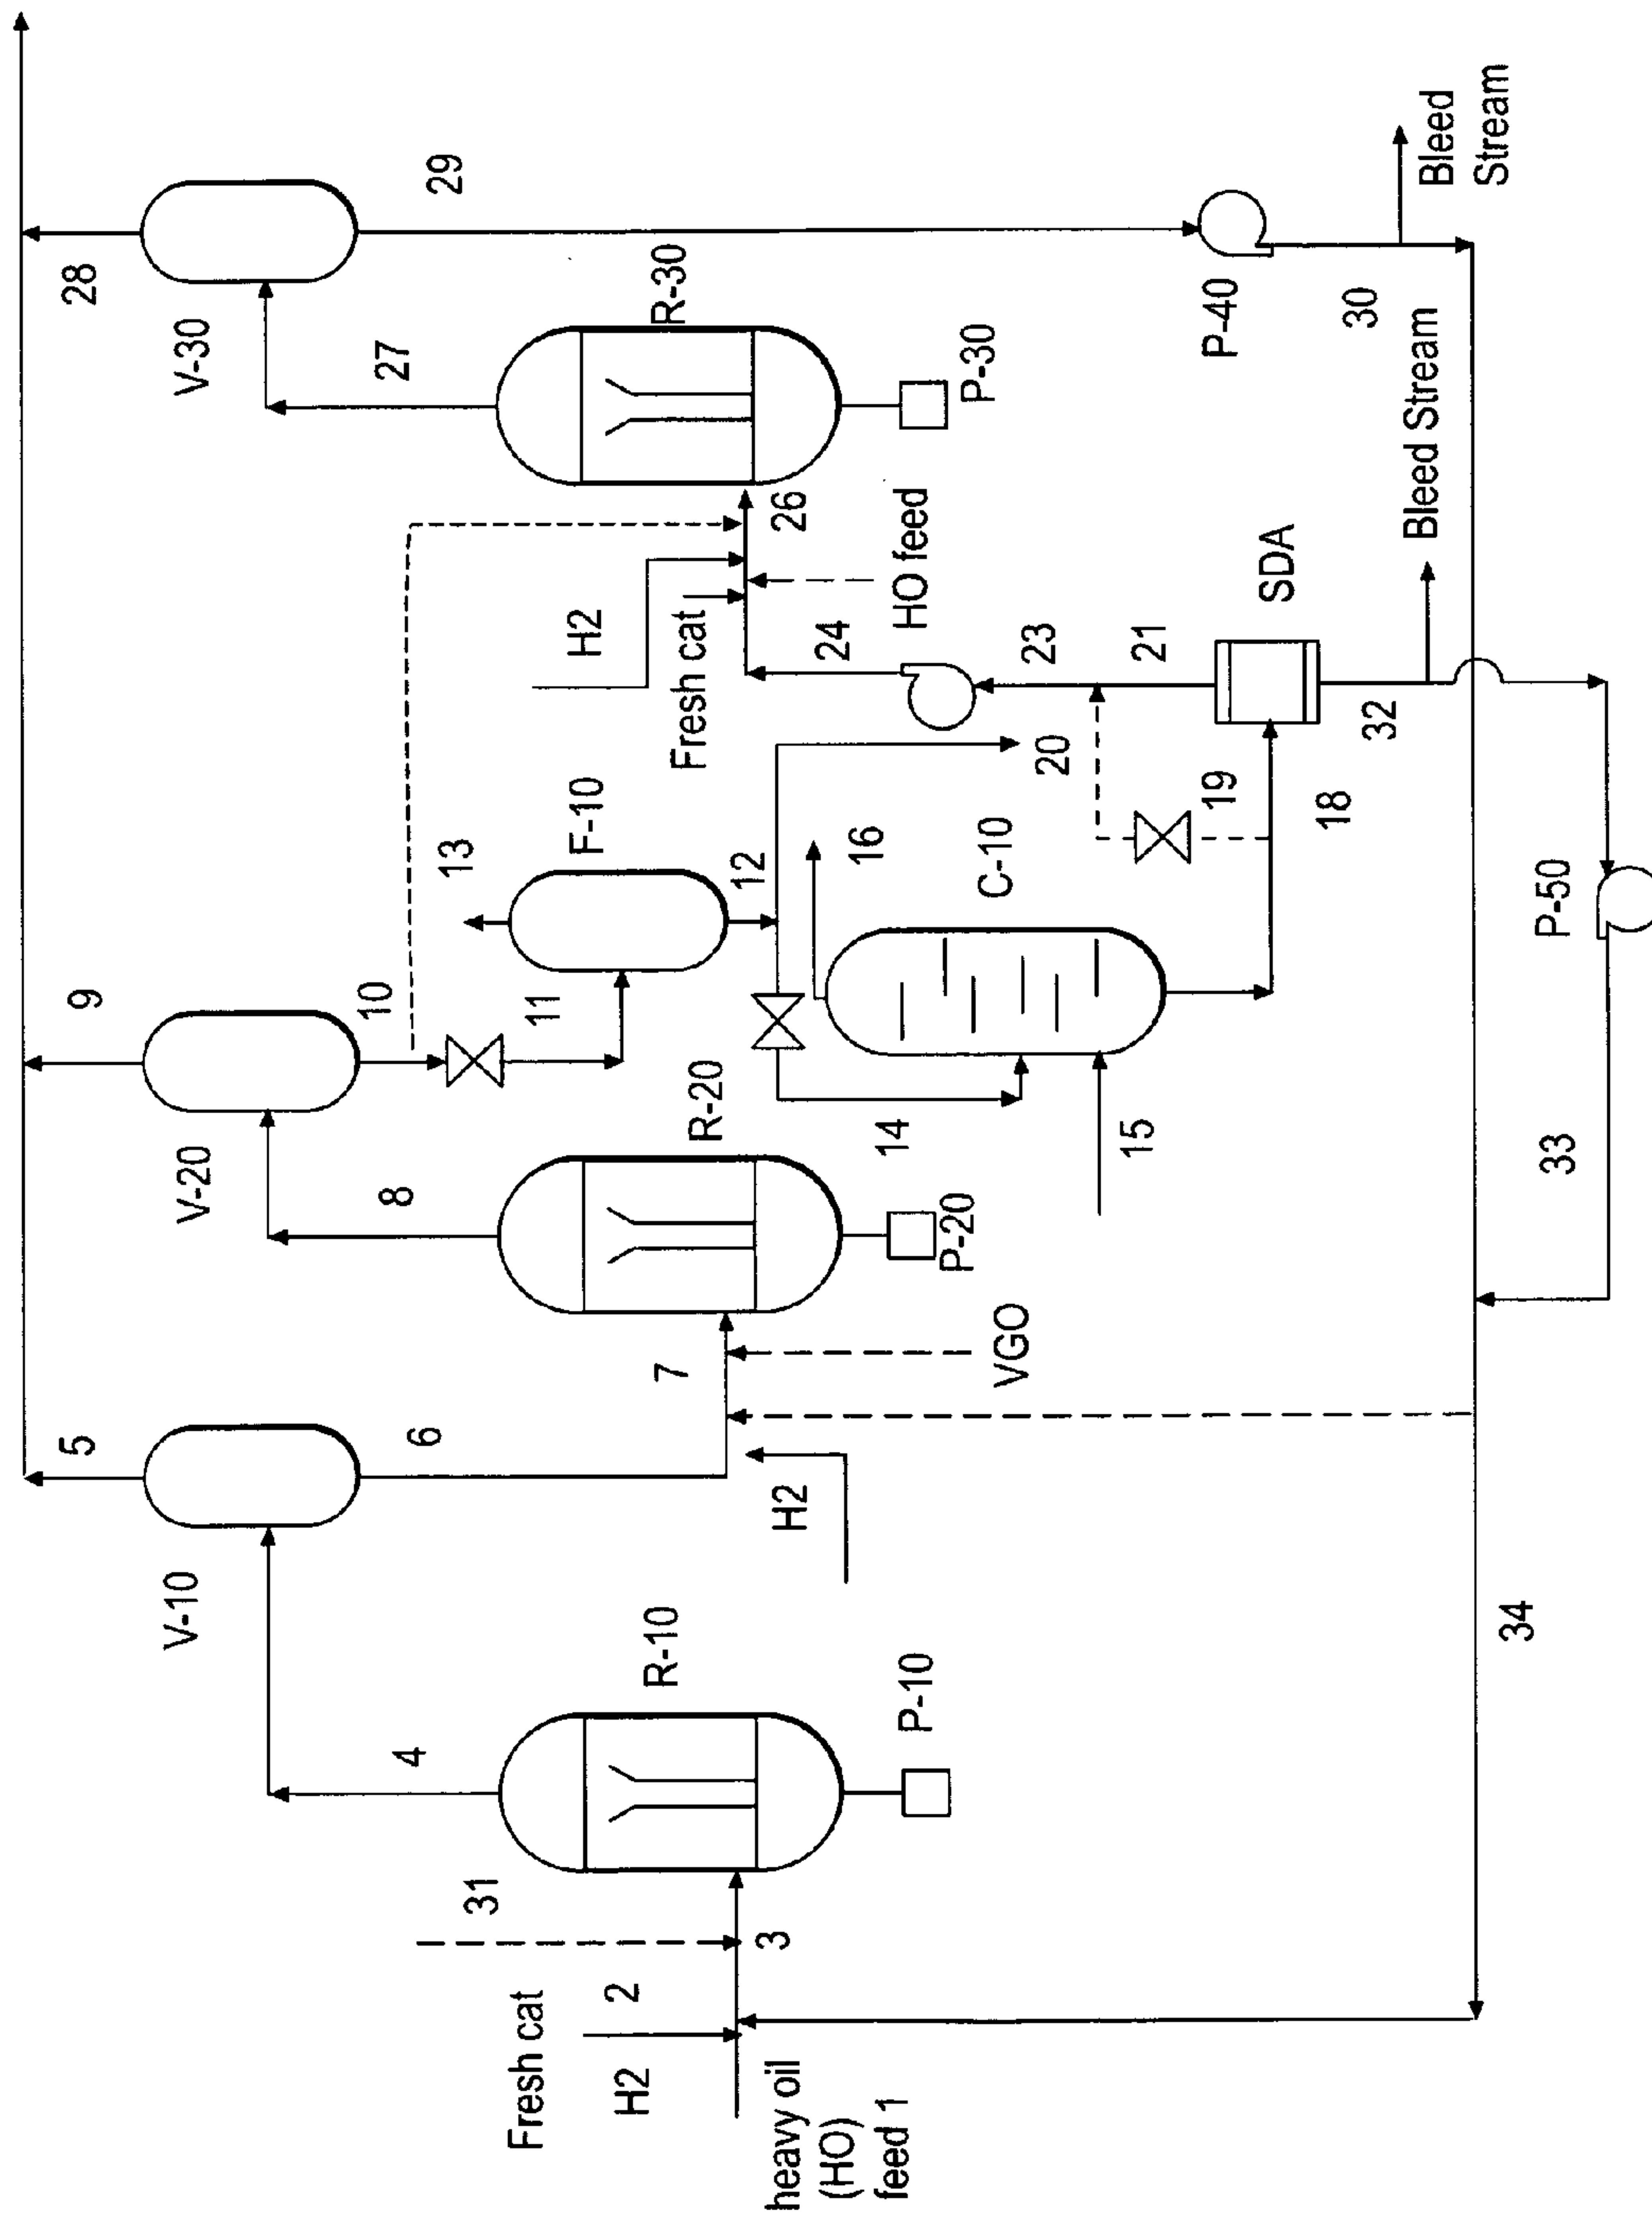 5
9
28
V-10
V-20
V-30
4
6
8
10
27
29
13
11
F-10
31
R-10
7
R-20
12
H2
R-30
Fresh cat
2
H2
3
heavy oil
(HO)
feed 1
P-10
H2
VGO
P-20
14
15
16
C-10
20
Fresh cat
24
HO feed
26
P-30
23
21
19
18
SDA
P-40
30
Bleed
Stream
Bleed Stream
32
34
33
P-50